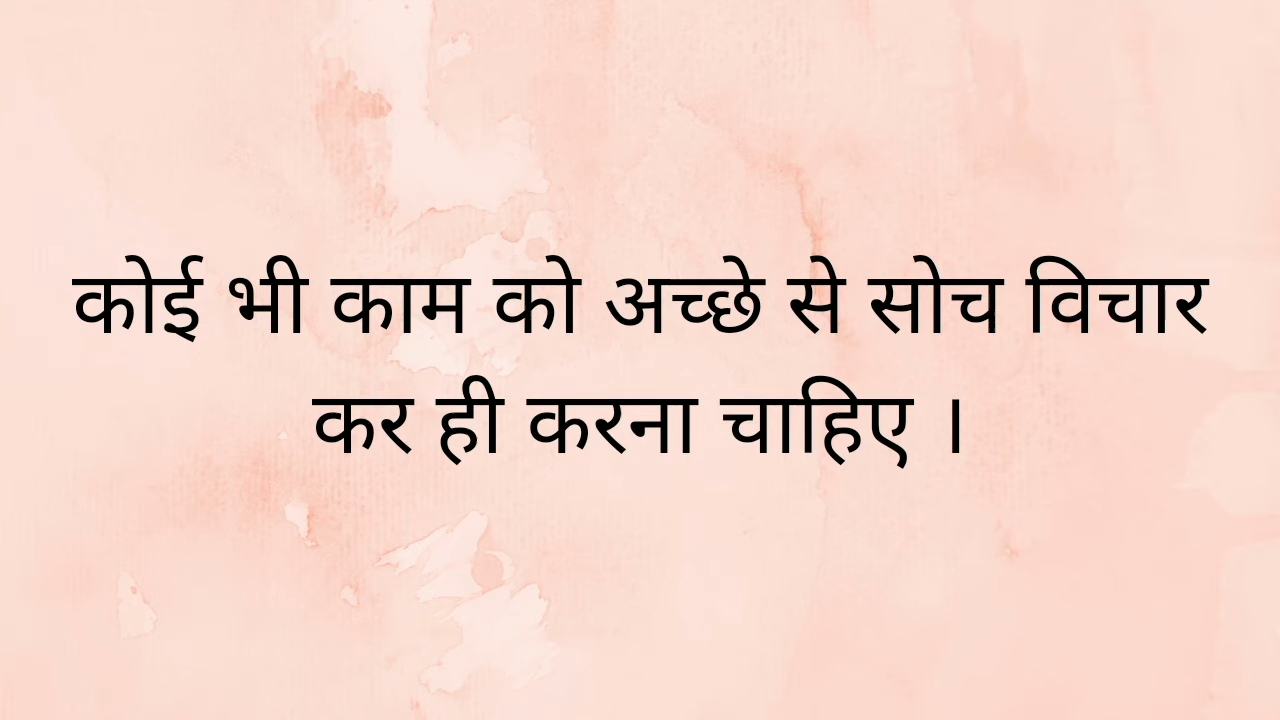 कोई भी काम को अच्छे से सोच विचार
कर ही करना चाहिए ।